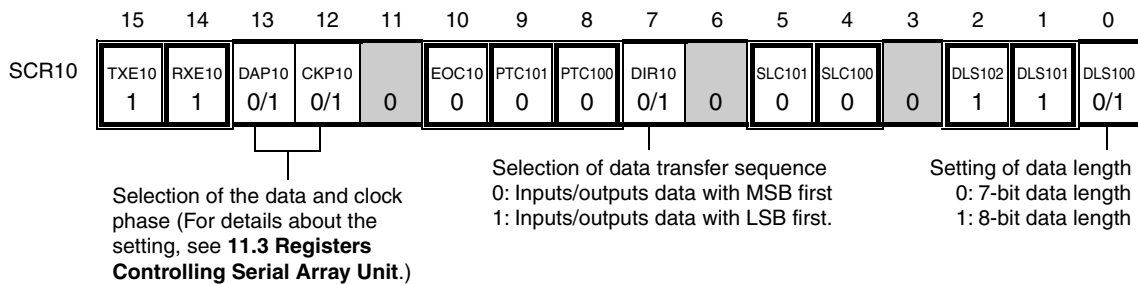 15 14 13 12 11 10 9 8 7 6 5 4 3 2 1 0
SCR10 TXE10 RXE10 DAP10 CKP10 EOC10 PTC101 PTC100 DIR10 SLC101 SLC100 DLS102 DLS101 DLS100
1 1 0/1 0/1 0 0 0 0 0/1 0 0 0 0 1 1 0/1
Selection of the data and clock
phase (For details about the
setting, see 11.3 Registers
Controlling Serial Array Unit.)
Selection of data transfer sequence
0: Inputs/outputs data with MSB first
1: Inputs/outputs data with LSB first.
Setting of data length
0: 7-bit data length
1: 8-bit data length